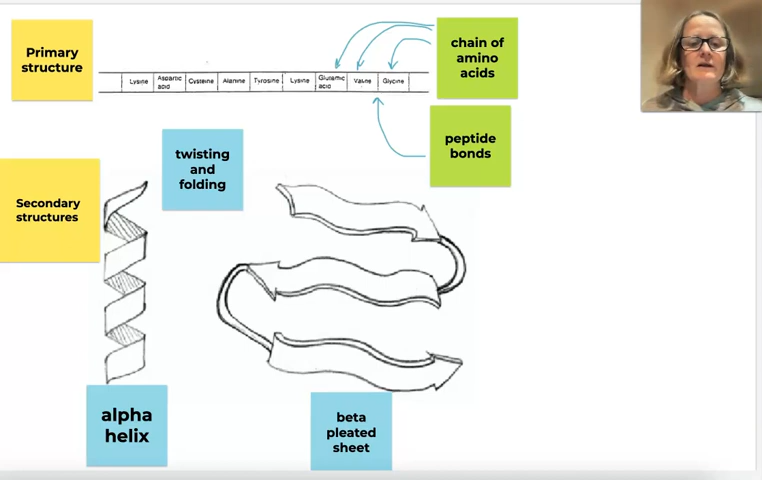 Primary
structure
chain of
amino
acids
Lysine
Aspartic
acid
Cysteine
Alanine
Tyrosine
Lysine
Glutamic
acid
Valine
Glycine
peptide
bonds
twisting
and
folding
Secondary
structures
alpha
helix
beta
pleated
sheet